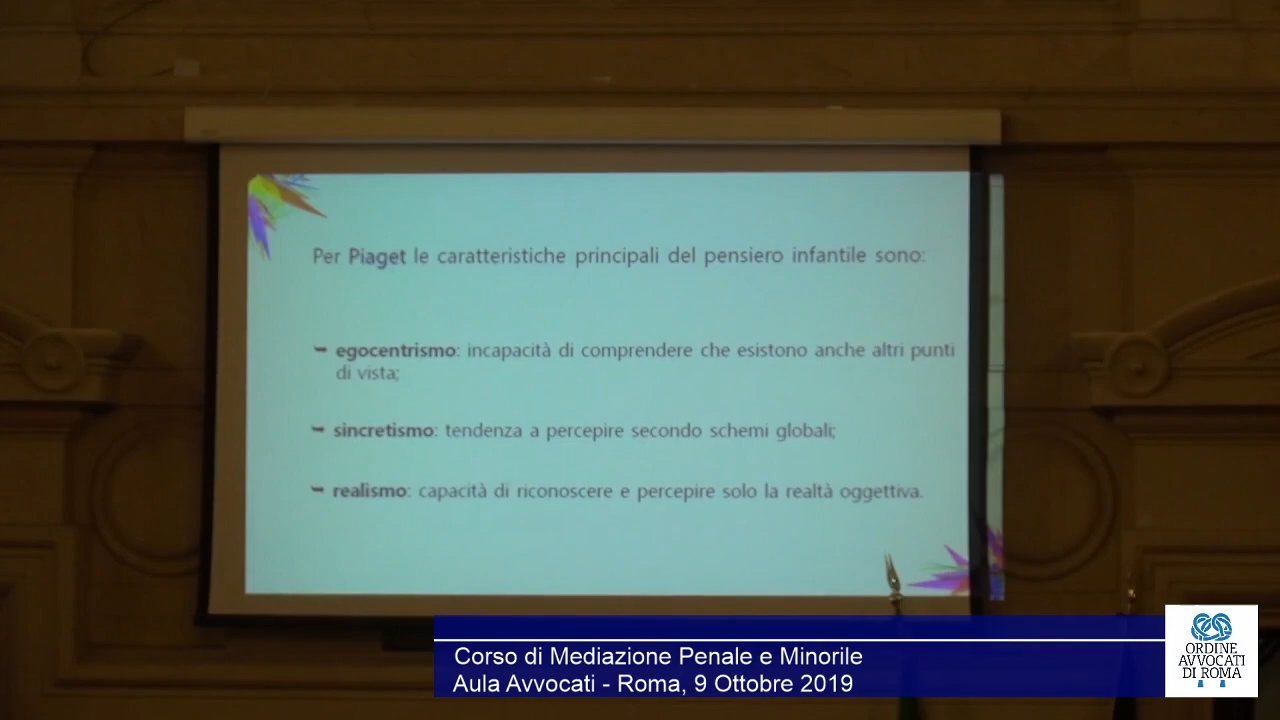 Per Piaget le caratteristiche principali del pensiero infantile sono:
egocentrismo: incapacità di comprendere che esistono anche altri punti
di vista;
sincretismo: tendenza a percepire secondo schemi globali;
realismo: capacità di riconoscere e percepire solo la realtà oggettiva.
Corso di Mediazione Penale e Minorile
Aula Avvocati - Roma, 9 Ottobre 2019
ORDINE
AVVOCATI
DI ROMA